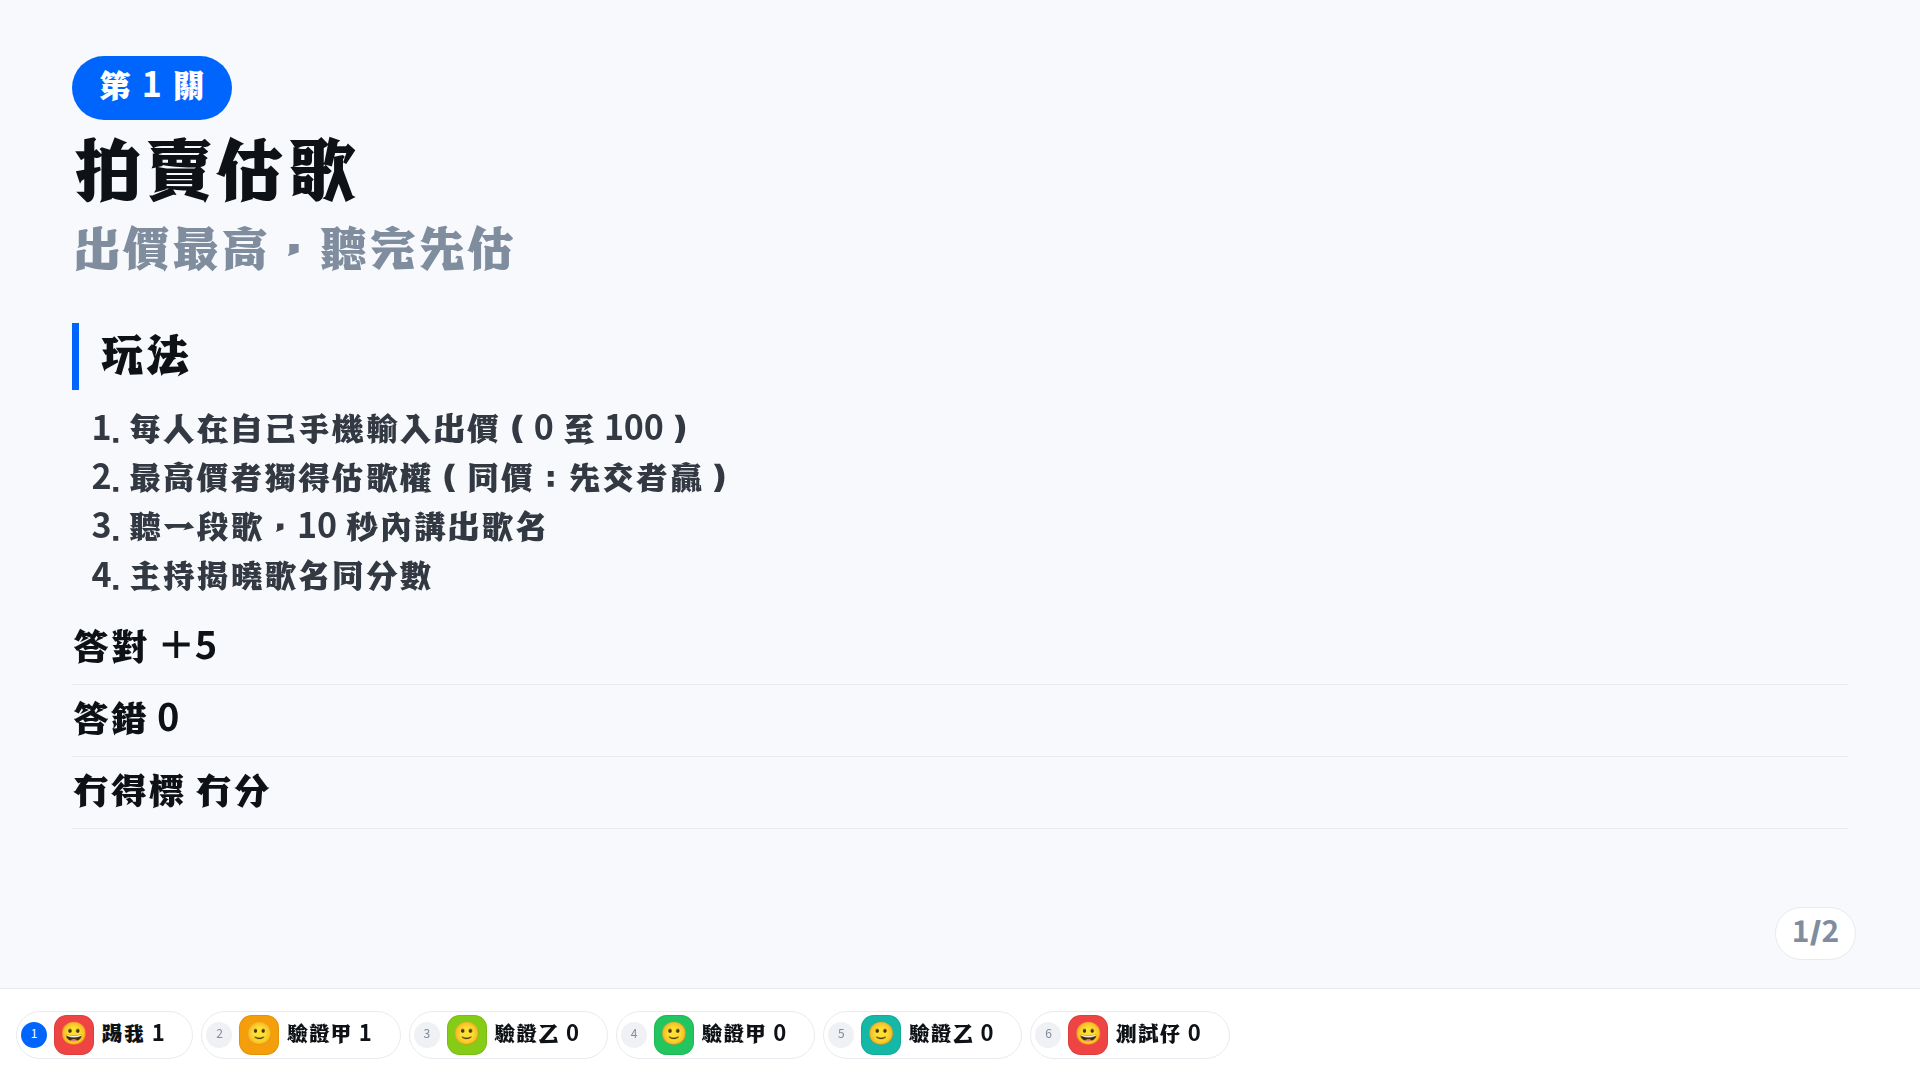 第 1 關
拍賣估歌
出價最高，聽完先估
玩法
1. 每人在自己手機輸入出價（0 至 100）
2. 最高價者獨得估歌權（同價：先交者贏）
3. 聽一段歌，10 秒內講出歌名
4. 主持揭曉歌名同分數
答對 ＋5
答錯 0
冇得標 冇分
1/2
1 踢我 1
2 驗證甲 1
3 驗證乙 0
4 驗證甲 0
5 驗證乙 0
6 測試仔 0